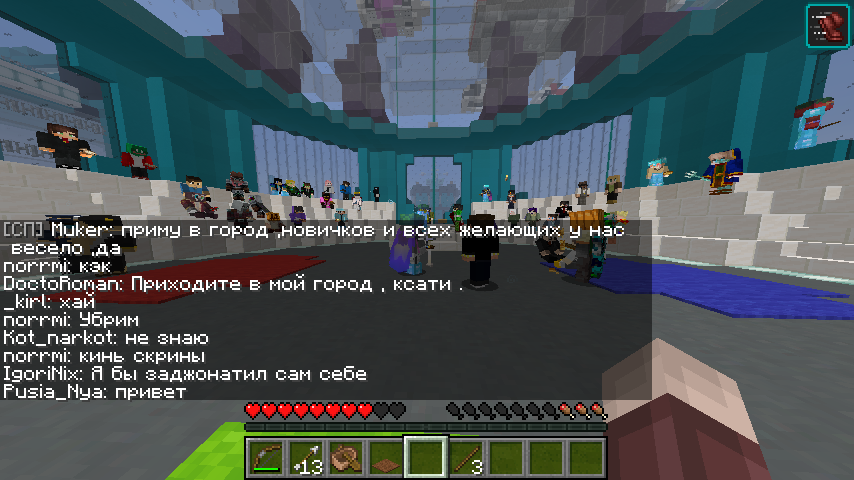 [СП] Muker: приму в город ,новичков и всех желающих у нас
весело ,да
norrmi: кэк
DoctoRoman: Приходите в мой город , ксати .
_kirl: хай
norrmi: Убрим
Kot_narkot: не знаю
norrmi: кинь скрины
IgoriNix: Я бы заджонатил сам себе
Pusia_Nya: привет
+13
3